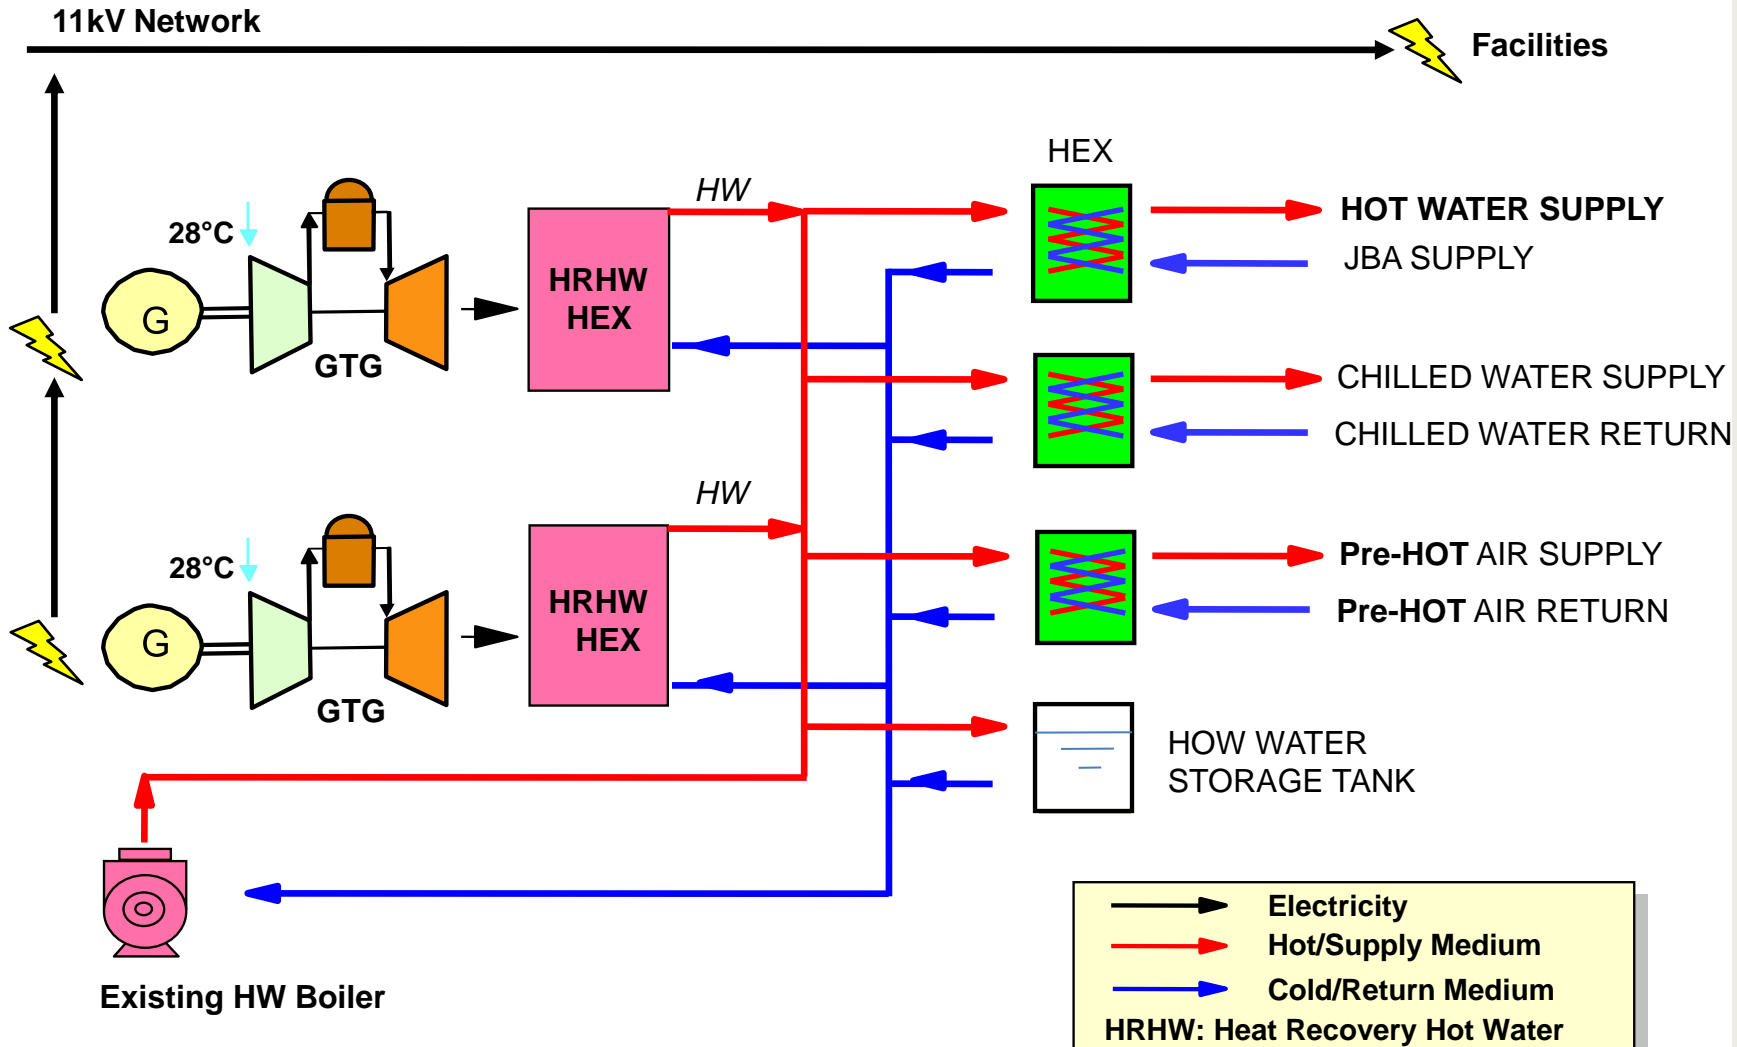 11kV Network
Facilities
HEX
HW
HOT WATER SUPPLY
28°C
JBA SUPPLY
HRHW
HEX
G
GTG
CHILLED WATER SUPPLY
CHILLED WATER RETURN
HW
Pre-HOT AIR SUPPLY
28°C
HRHW
HEX
Pre-HOT AIR RETURN
G
GTG
HOW WATER
STORAGE TANK
Existing HW Boiler
Electricity
Hot/Supply Medium
Cold/Return Medium
HRHW: Heat Recovery Hot Water